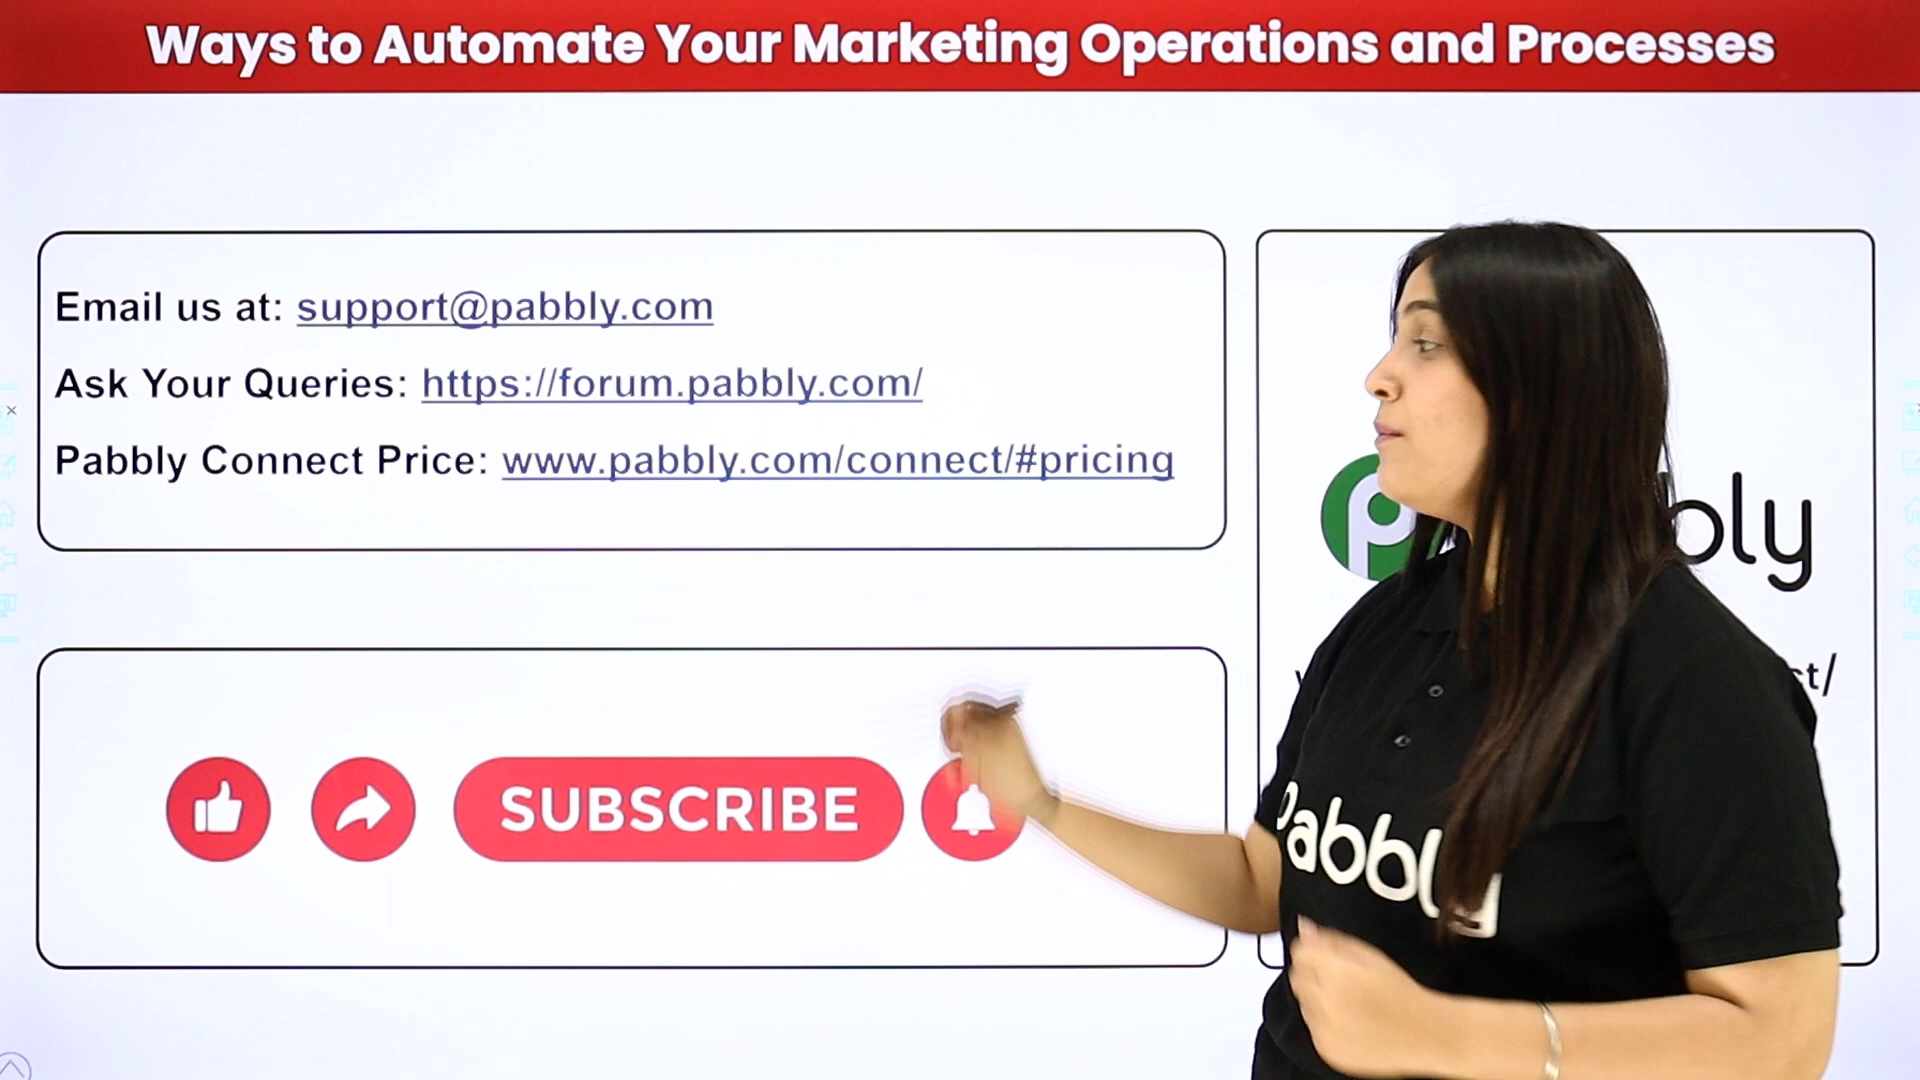 Ways to Automate Your Marketing Operations and Processes
Email us at: support@pabbly.com
Ask Your Queries: https://forum.pabbly.com/
Pabbly Connect Price: www.pabbly.com/connect/#pricing
SUBSCRIBE